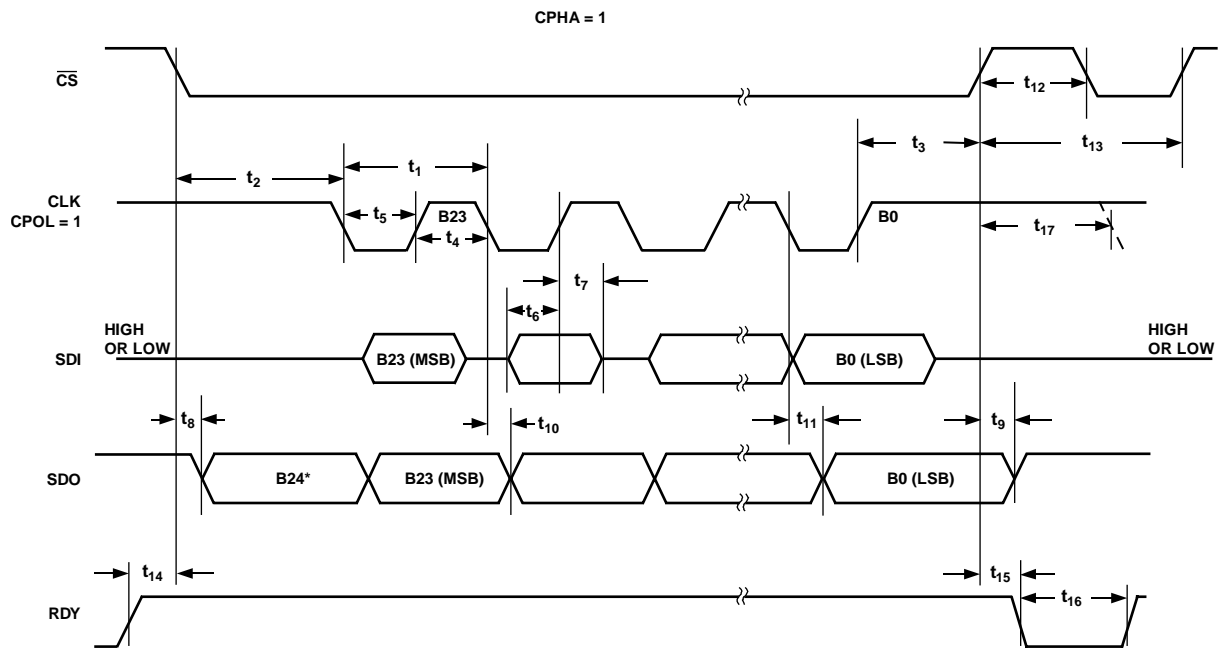 CPHA = 1
CS
t12
t3
t13
t1
t2
CLK
CPOL = 1
t5
B23
t4
B0
t17
t7
t6
HIGH
OR LOW
SDI
B23 (MSB)
B0 (LSB)
HIGH
OR LOW
t8
t10
t11
t9
SDO
B24*
B23 (MSB)
B0 (LSB)
t14
t15
t16
RDY